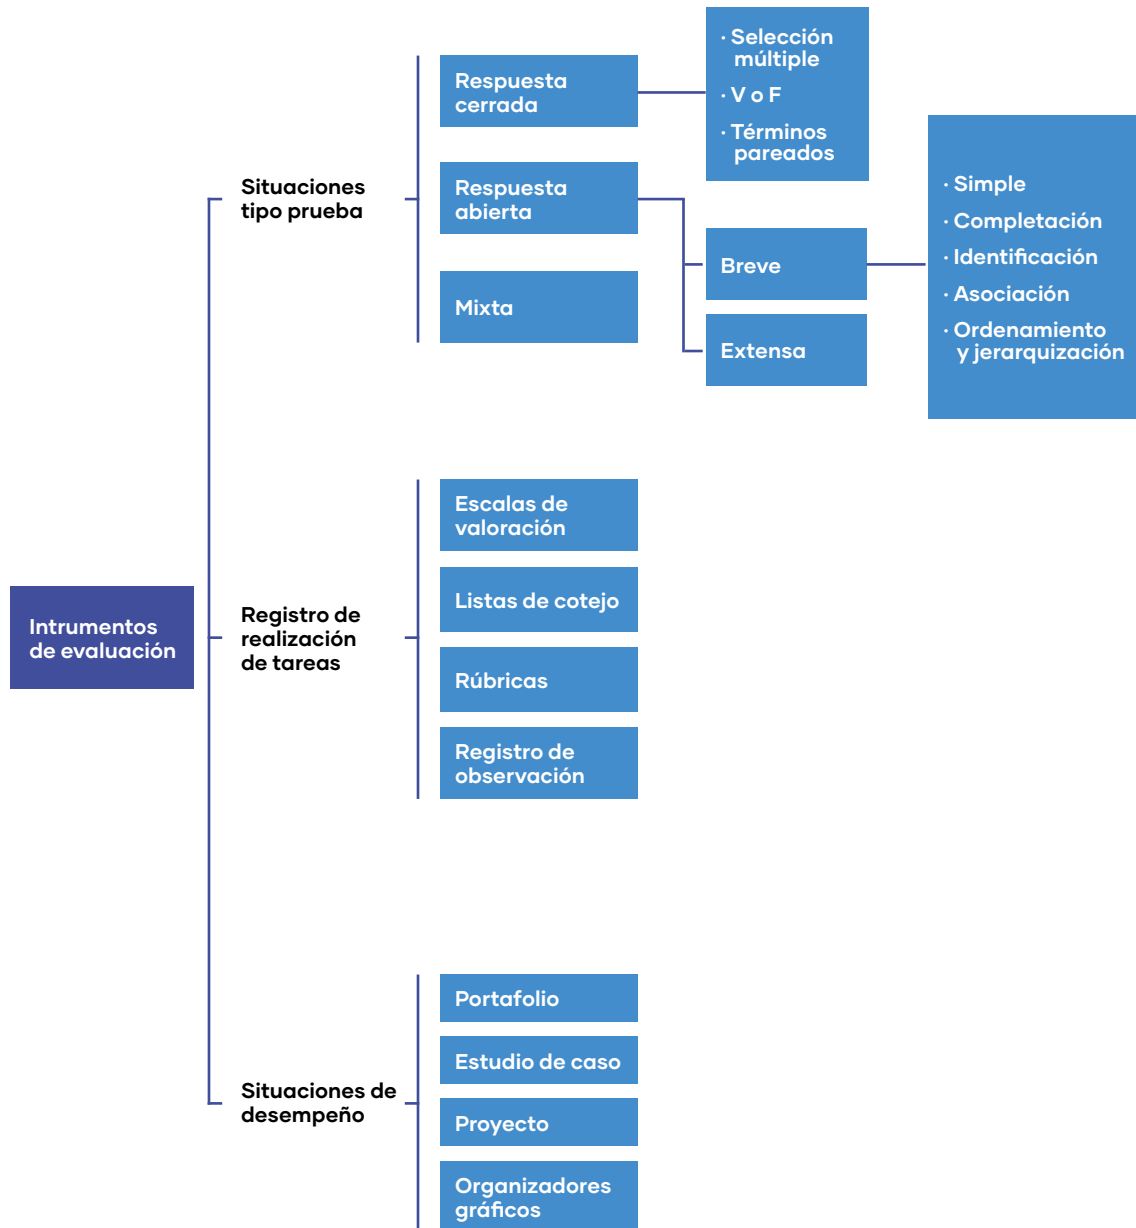 Intrumentos
de evaluación
Situaciones
tipo prueba
Respuesta
cerrada
· Selección
múltiple
· V o F
· Términos
pareados
Respuesta
abierta
Breve
· Simple
· Completación
· Identificación
· Asociación
· Ordenamiento
y jerarquización
Extensa
Mixta
Registro de
realización
de tareas
Escalas de
valoración
Listas de cotejo
Rúbricas
Registro de
observación
Situaciones de
desempeño
Portafolio
Estudio de caso
Proyecto
Organizadores
gráficos